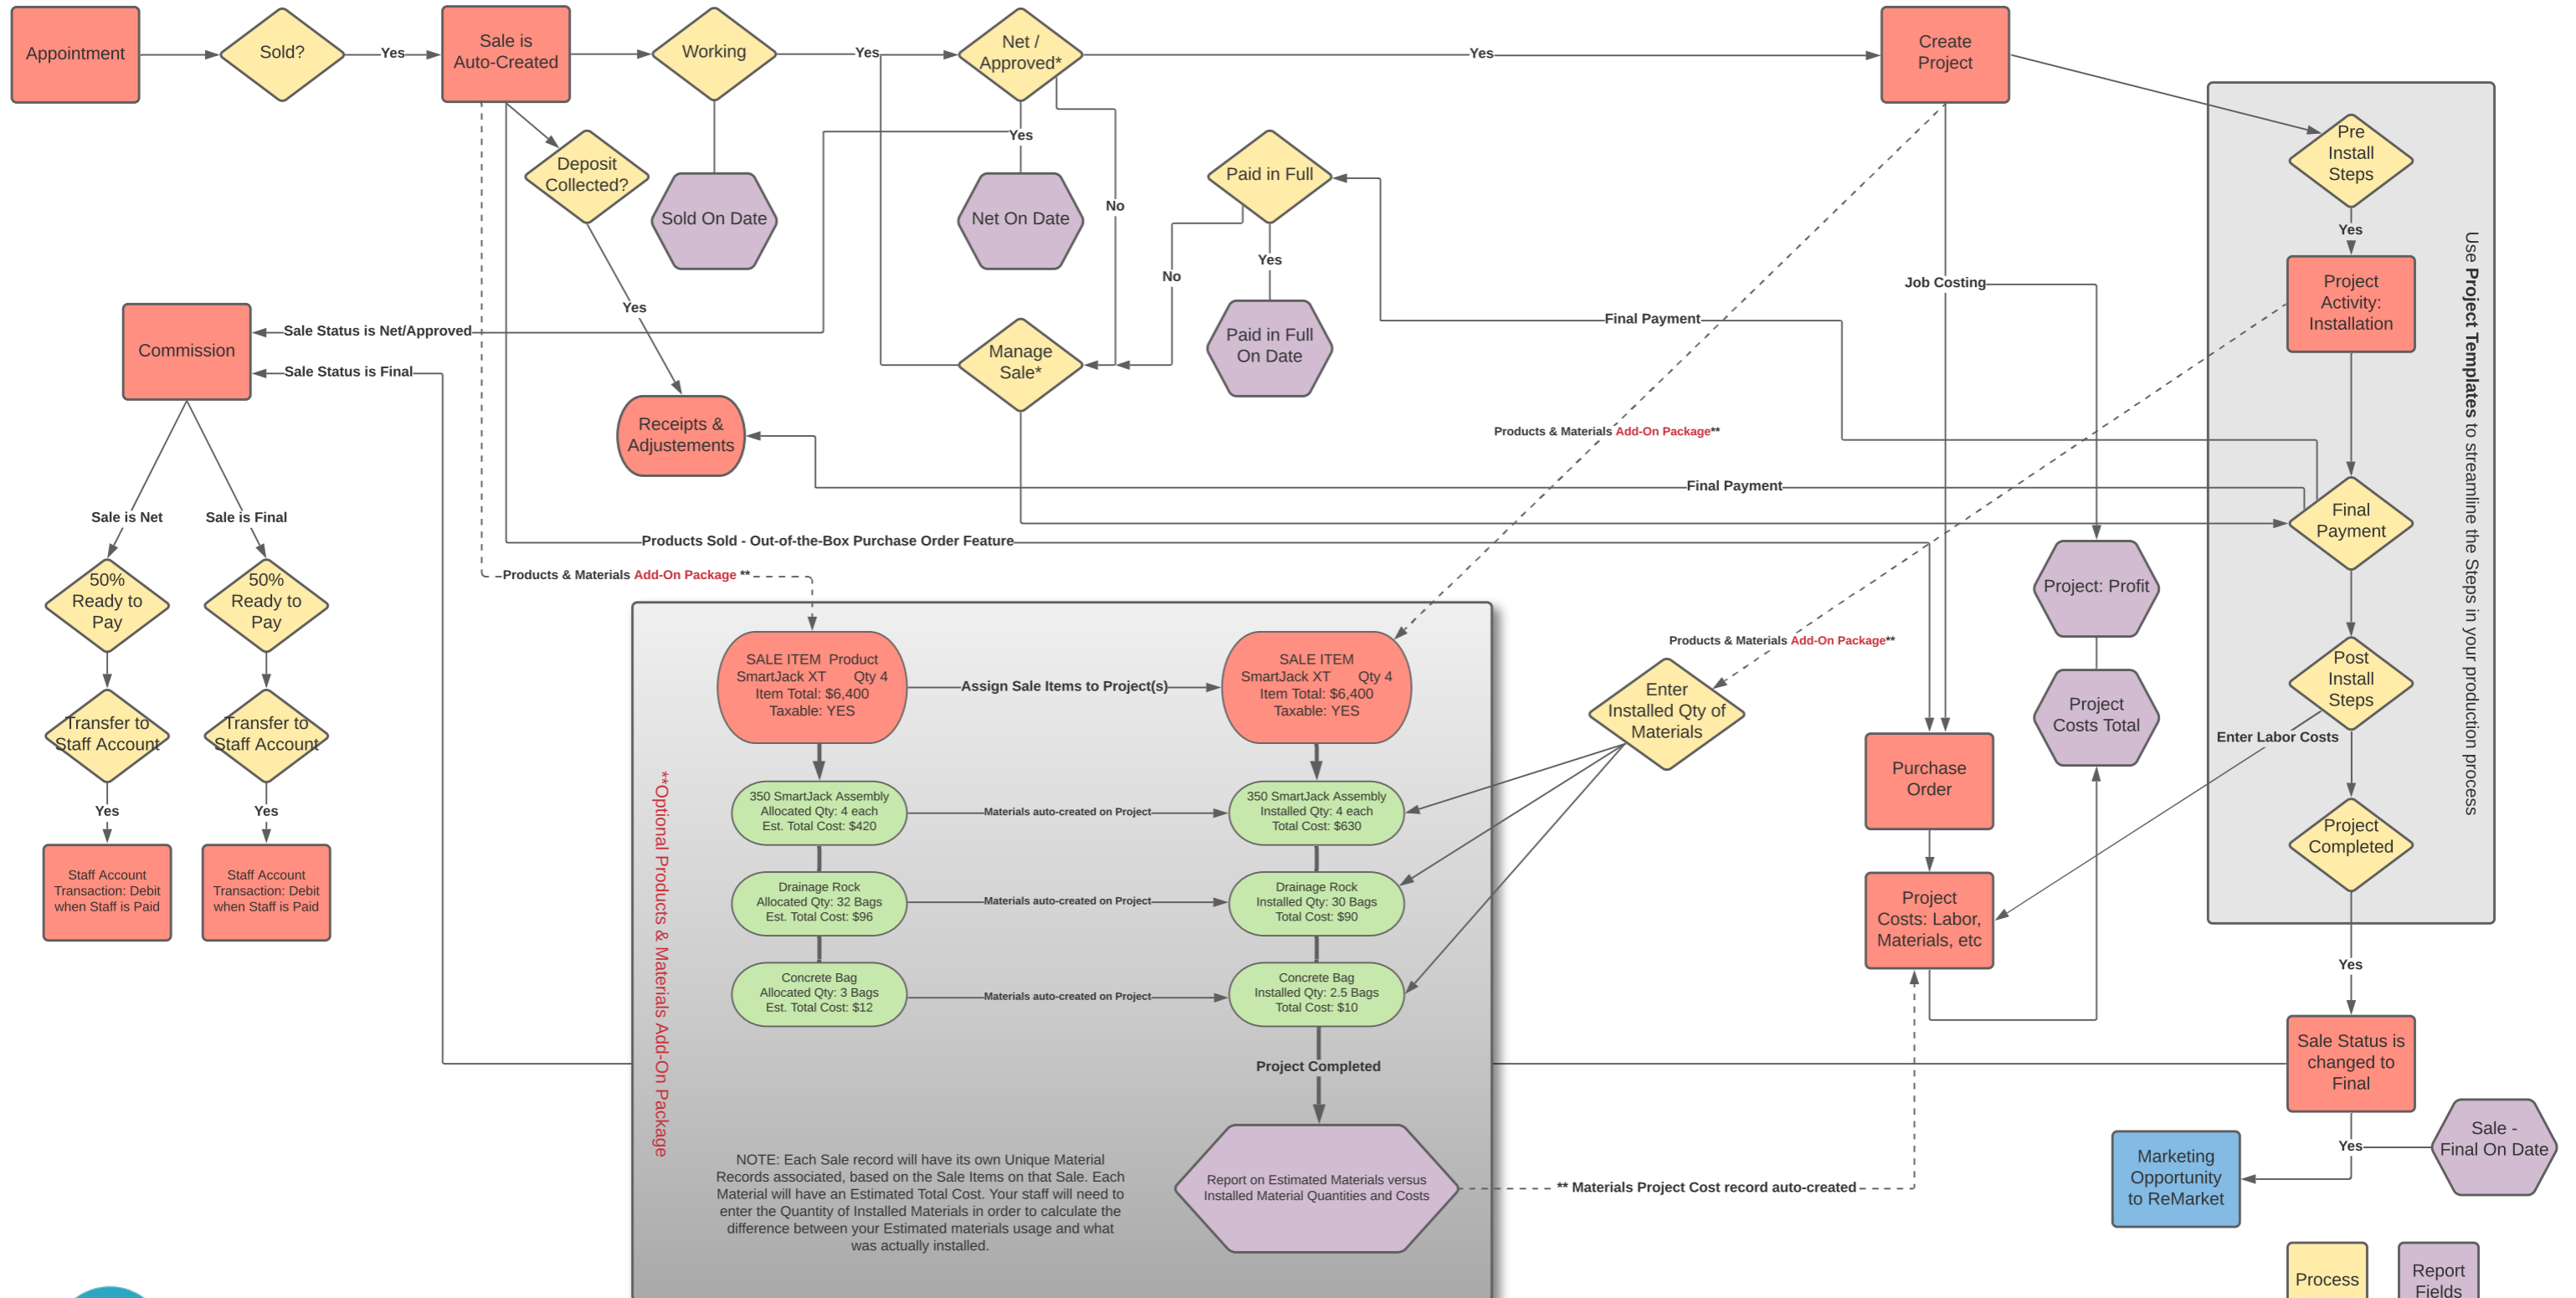 Appointment
Sold?
Yes
Sale is
Auto-Created
Working
Yes
Net /
Approved*
Yes
Create
Project
Deposit
Collected?
Yes
Sold On Date
Yes
Net On Date
No
Paid in Full
No
Yes
Paid in Full
On Date
Pre
Install
Steps
Yes
Project
Activity:
Installation
Use Project Templates to streamline the Steps in your production process
Job Costing
Final Payment
Commission
Sale Status is Net/Approved
Sale Status is Final
Manage
Sale*
Receipts &
Adjustements
Products & Materials Add-On Package**
Final Payment
Final
Payment
Sale is Net
Sale is Final
Products Sold - Out-of-the-Box Purchase Order Feature
Products & Materials Add-On Package **
50%
Ready to
Pay
50%
Ready to
Pay
Transfer to
Staff Account
Transfer to
Staff Account
Yes
Yes
Staff Account
Transaction: Debit
when Staff is Paid
Staff Account
Transaction: Debit
when Staff is Paid
**Optional Products & Materials Add-On Package
SALE ITEM  Product
SmartJack XT Qty 4
Item Total: $6,400
Taxable: YES
Assign Sale Items to Project(s)
SALE ITEM
SmartJack XT Qty 4
Item Total: $6,400
Taxable: YES
350 SmartJack Assembly
Allocated Qty: 4 each
Est. Total Cost: $420
Materials auto-created on Project
350 SmartJack Assembly
Installed Qty: 4 each
Total Cost: $630
Drainage Rock
Allocated Qty: 32 Bags
Est. Total Cost: $96
Materials auto-created on Project
Drainage Rock
Installed Qty: 30 Bags
Total Cost: $90
Concrete Bag
Allocated Qty: 3 Bags
Est. Total Cost: $12
Materials auto-created on Project
Concrete Bag
Installed Qty: 2.5 Bags
Total Cost: $10
Project Completed
NOTE: Each Sale record will have its own Unique Material
Records associated, based on the Sale Items on that Sale. Each
Material will have an Estimated Total Cost. Your staff will need to
enter the Quantity of Installed Materials in order to calculate the
difference between your Estimated materials usage and what
was actually installed.
Report on Estimated Materials versus
Installed Material Quantities and Costs
** Materials Project Cost record auto-created
Products & Materials Add-On Package**
Enter
Installed Qty of
Materials
Project: Profit
Project
Costs Total
Purchase
Order
Project
Costs: Labor,
Materials, etc
Post
Install
Steps
Enter Labor Costs
Project
Completed
Yes
Sale Status is
changed to
Final
Yes
Sale -
Final On Date
Marketing
Opportunity
to ReMarket
Process
Report
Fields